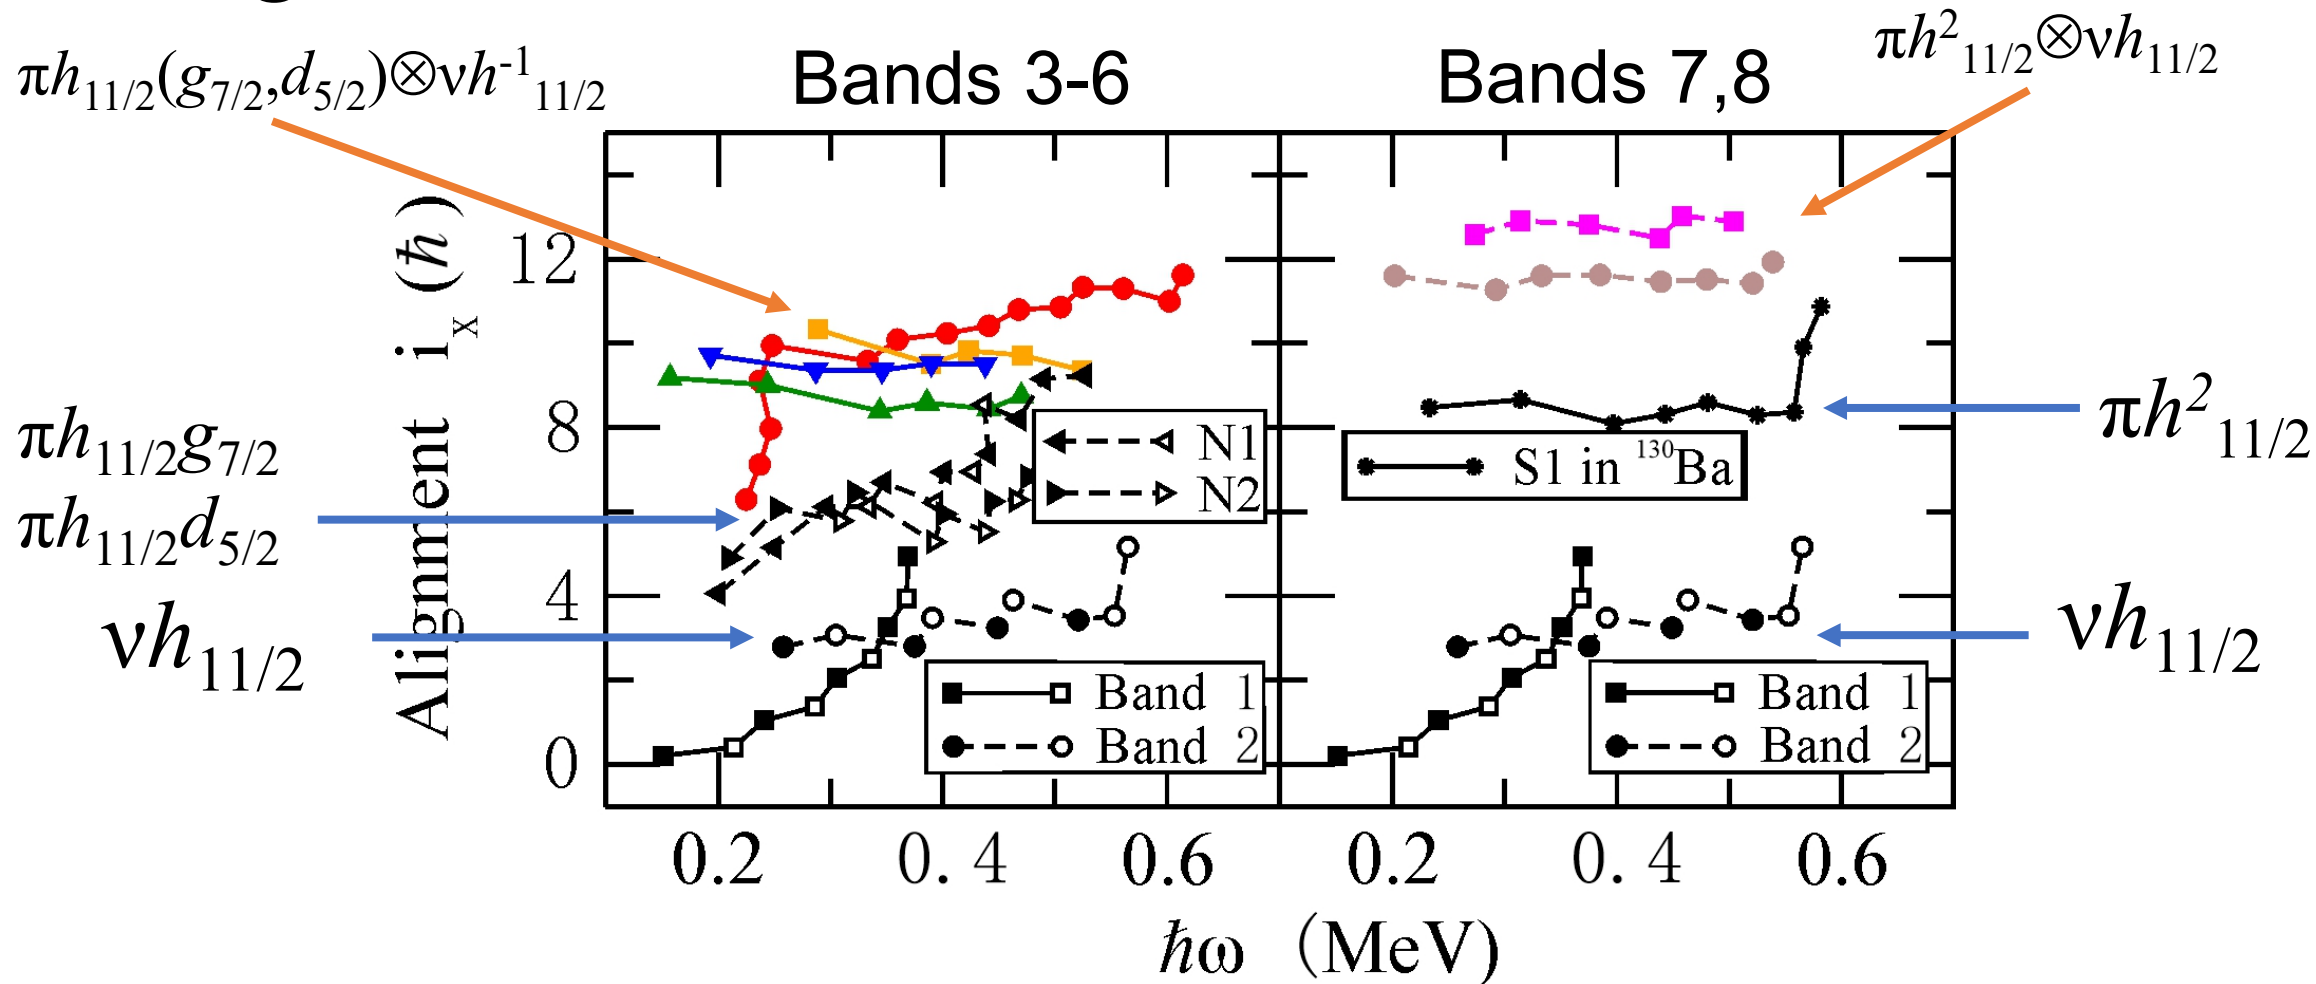 πh11/2(g7/2,d5/2)⊗νh-111/2
Bands 3-6
Bands 7,8
πh211/2⊗νh11/2
Alignment ix (ħ)
12
8
4
0
πh11/2g7/2
πh11/2d5/2
νh11/2
N1
N2
Band 1
Band 2
S1 in 130Ba
Band 1
Band 2
πh211/2
νh11/2
0.2 0.4 0.6 0.2 0.4 0.6
ħω (MeV)